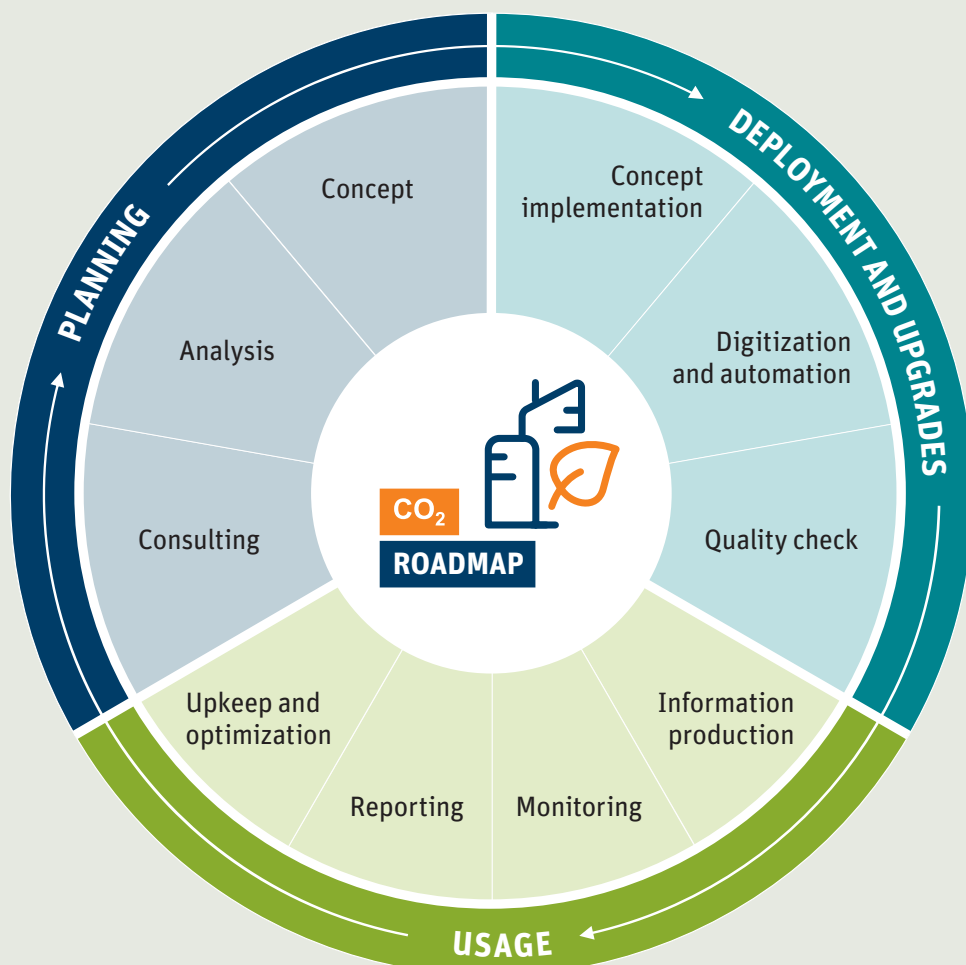 PLANNING
DEPLOYMENT AND UPGRADES
Concept
Concept
implementation
Analysis
Digitization
and automation
Consulting
Quality check
CO₂
ROADMAP
Upkeep and
optimization
Information
production
Reporting
Monitoring
USAGE